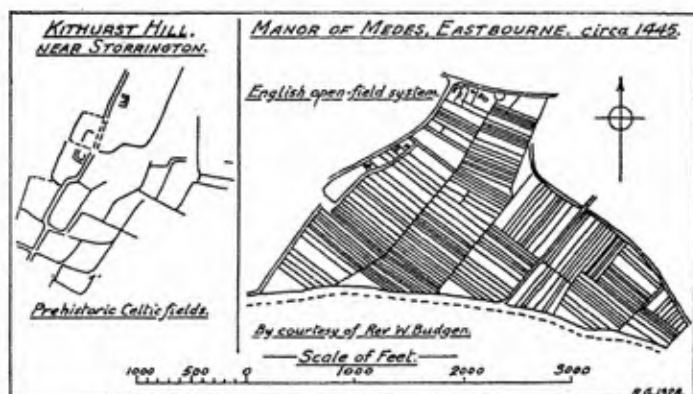 KITHURST HILL.
NEAR STORRINGTON.
Prehistoric Celtic fields.
MANOR OF MEDES, EASTBOURNE. circa 1445.
English open-field system.
By courtesy of Rev W. Budgen.
Scale of Feet.
1000 500 0 1000 2000 3000
R.G. 1928